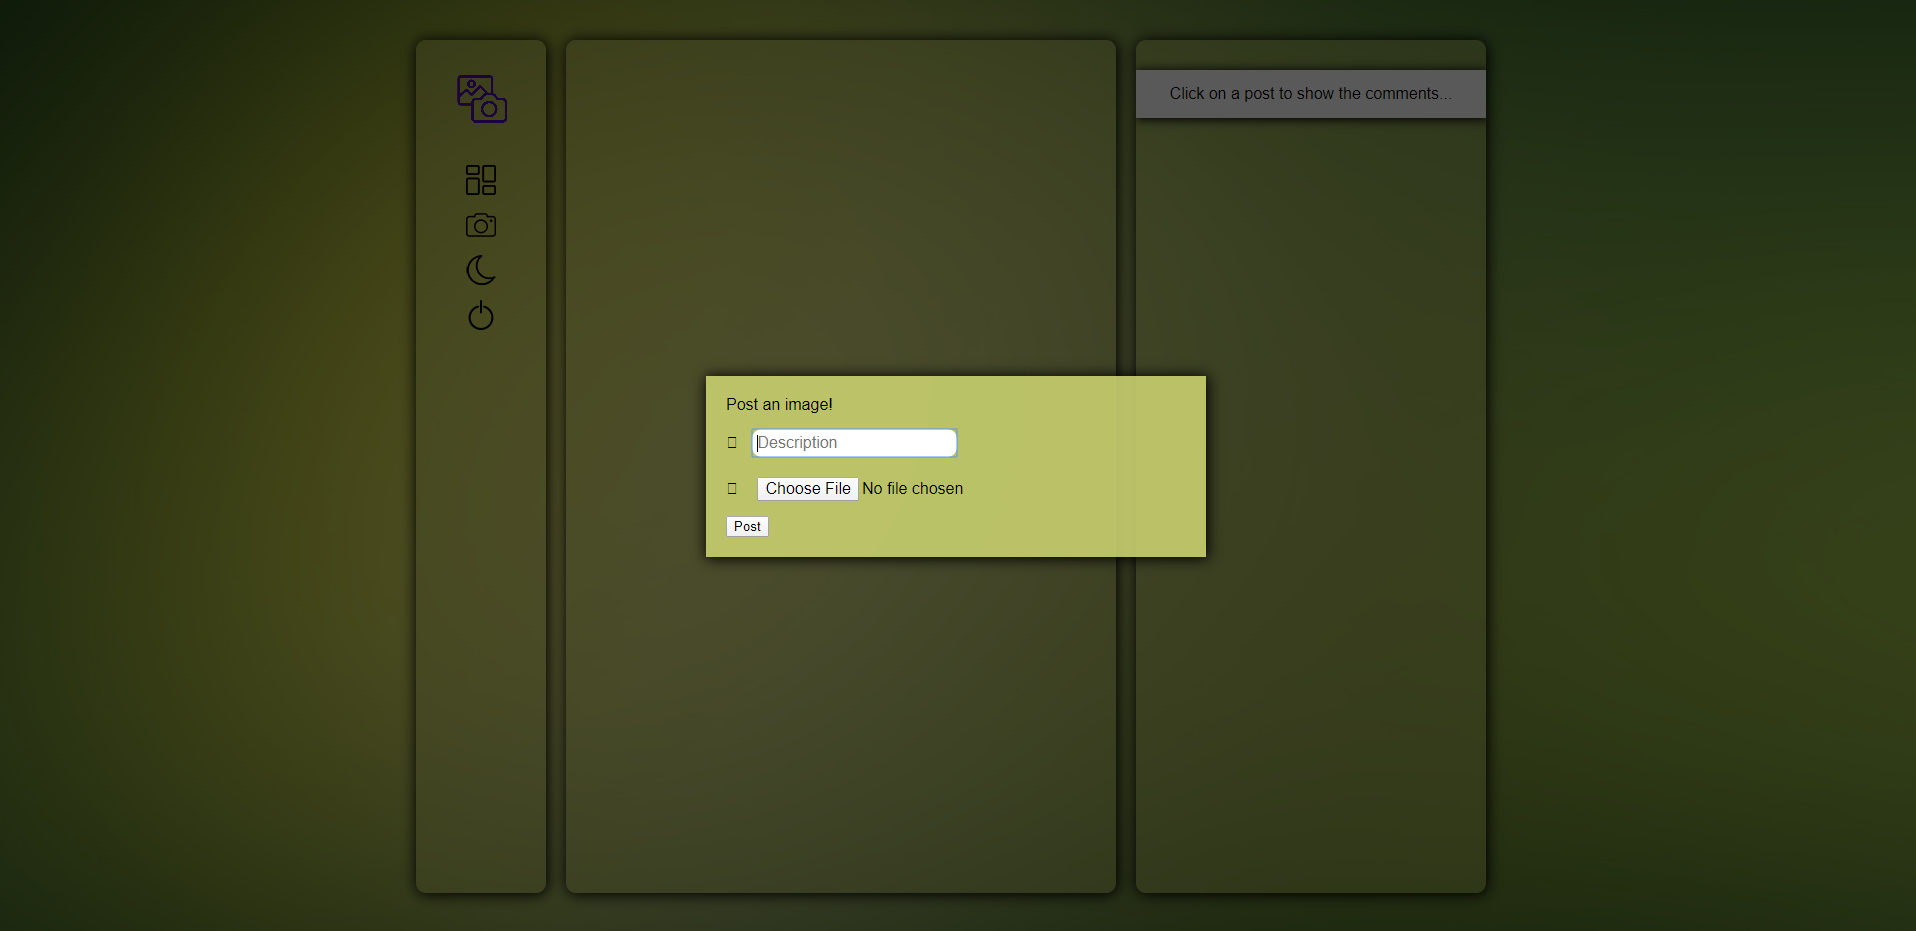 Click on a post to show the comments...
Post an image!
Description
Choose File No file chosen
Post